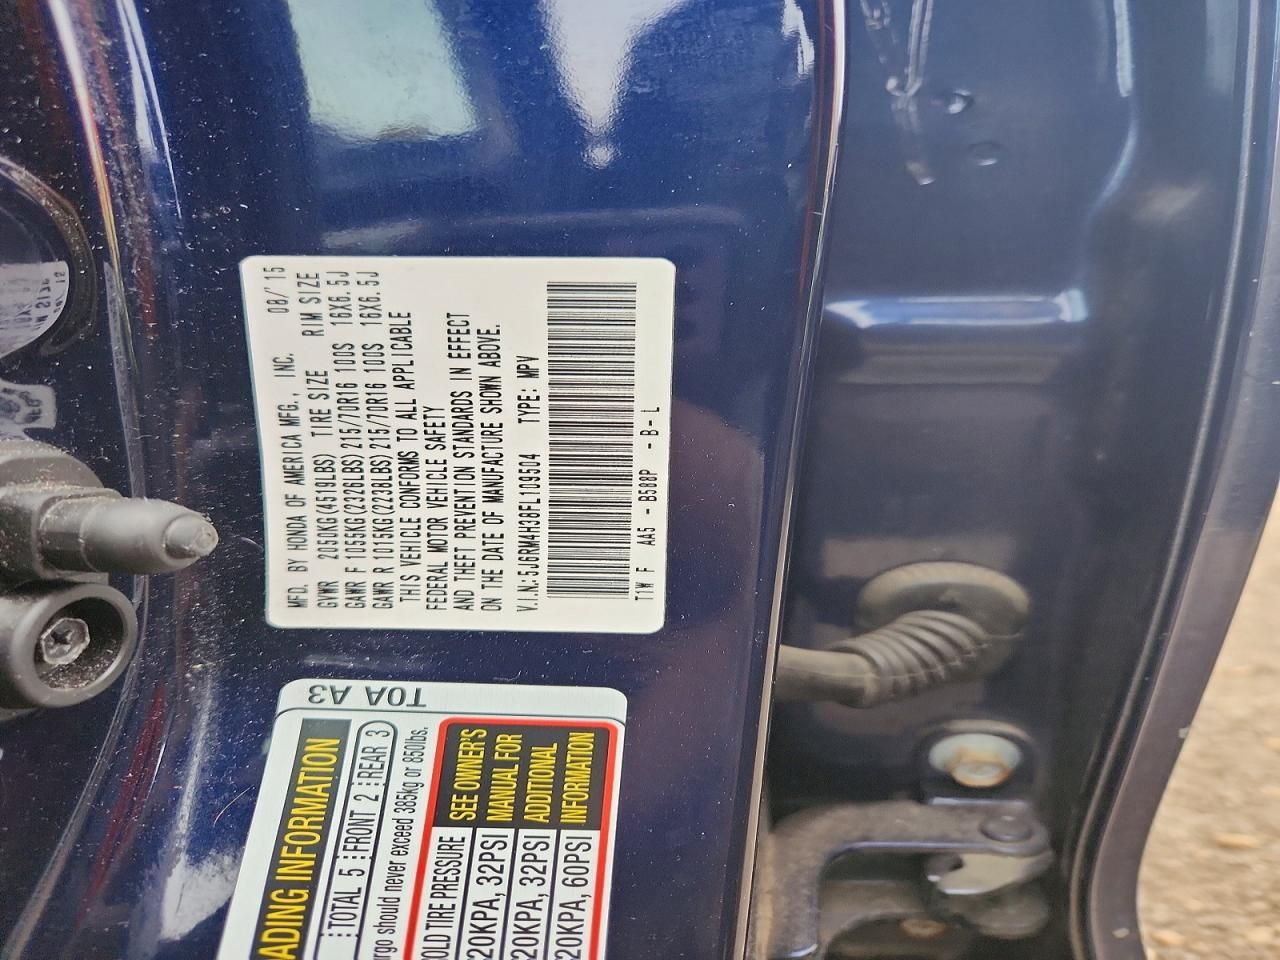 MFD. BY HONDA OF AMERICA MFG., INC. 08/'15
GVWR 2050KG(4519LBS) TIRE SIZE RIM SIZE
GAWR F 1055KG(2326LBS)215/70R16 100S 16X6.5J
GAWR R 1015KG(2238LBS)215/70R16 100S 16X6.5J
THIS VEHICLE CONFORMS TO ALL APPLICABLE
FEDERAL MOTOR VEHICLE SAFETY
AND THEFT PREVENTION STANDARDS IN EFFECT
ON THE DATE OF MANUFACTURE SHOWN ABOVE.
V.I.N.:5J6RM4H38FL109504 TYPE: MPV
T1W F AA5 -B588P -B-L
T0A A3
ADING INFORMATION
TOTAL 5 FRONT 2 REAR 3
rgo should never exceed 385kg or 850lbs.
OLD TIRE PRESSURE
SEE OWNER'S
MANUAL FOR
ADDITIONAL
INFORMATION
220KPA, 32PSI
220KPA, 32PSI
420KPA, 60PSI